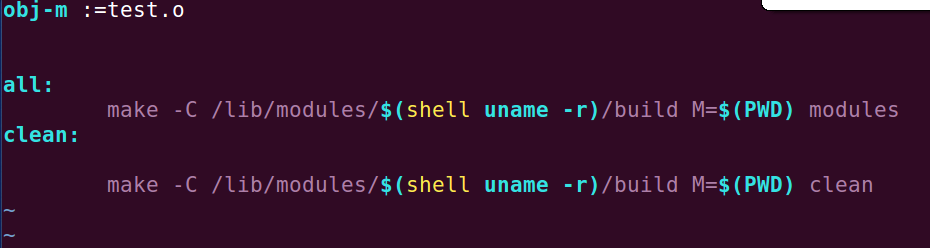 obj-m :=test.o
all:
make -C /lib/modules/$(shell uname -r)/build M=$(PWD) modules
clean:
make -C /lib/modules/$(shell uname -r)/build M=$(PWD) clean
~
~